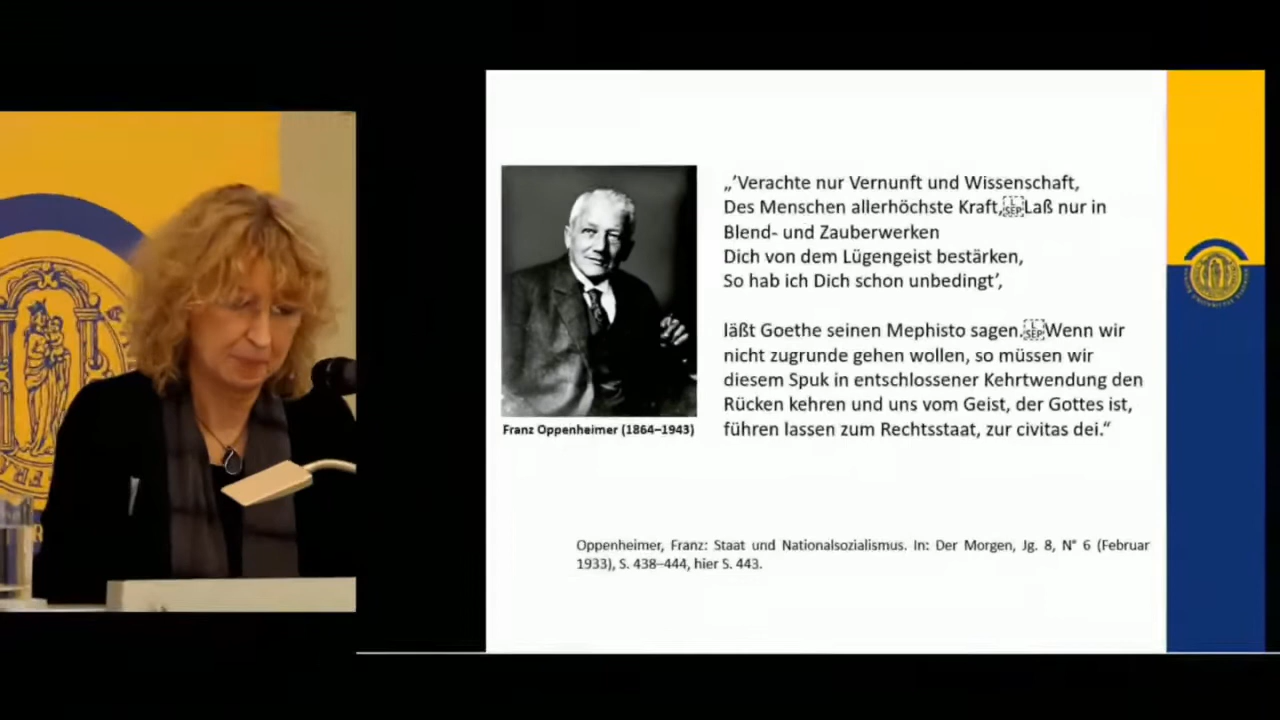 „’Verachte nur Vernunft und Wissenschaft,
Des Menschen allerhöchste Kraft,[L SEP]Laß nur in
Blend- und Zauberwerken
Dich von dem Lügengeist bestärken,
So hab ich Dich schon unbedingt’,
läßt Goethe seinen Mephisto sagen.[L SEP]Wenn wir
nicht zugrunde gehen wollen, so müssen wir
diesem Spuk in entschlossener Kehrtwendung den
Rücken kehren und uns vom Geist, der Gottes ist,
führen lassen zum Rechtsstaat, zur civitas dei.“
Franz Oppenheimer (1864–1943)
Oppenheimer, Franz: Staat und Nationalsozialismus. In: Der Morgen, Jg. 8, N° 6 (Februar
1933), S. 438–444, hier S. 443.